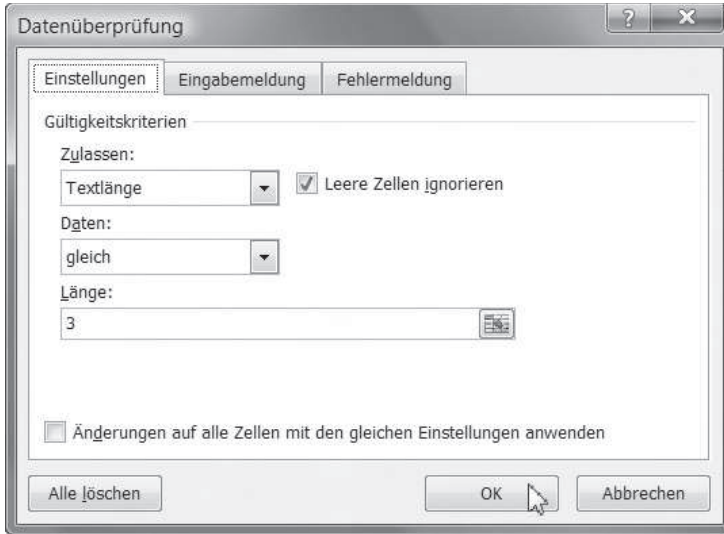 Datenüberprüfung
Einstellungen Eingabemeldung Fehlermeldung
Gültigkeitskriterien
Zulassen:
Textlänge Leere Zellen ignorieren
Daten:
gleich
Länge:
3
Änderungen auf alle Zellen mit den gleichen Einstellungen anwenden
Alle löschen OK Abbrechen